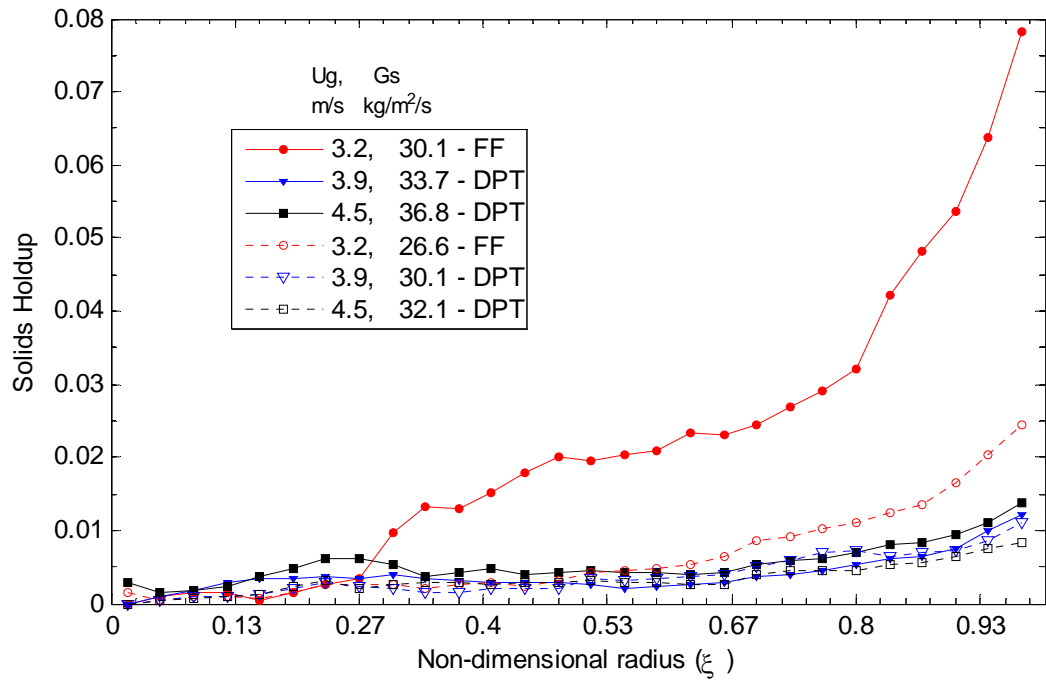 0.08
0.07
0.06
0.05
0.04
0.03
0.02
0.01
0
Solids Holdup
Ug, Gs
m/s kg/m²/s
3.2, 30.1 - FF
3.9, 33.7 - DPT
4.5, 36.8 - DPT
3.2, 26.6 - FF
3.9, 30.1 - DPT
4.5, 32.1 - DPT
0 0.13 0.27 0.4 0.53 0.67 0.8 0.93
Non-dimensional radius (ξ )